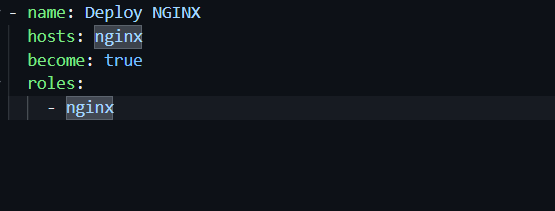 - name: Deploy NGINX
  hosts: nginx
  become: true
  roles:
    - nginx